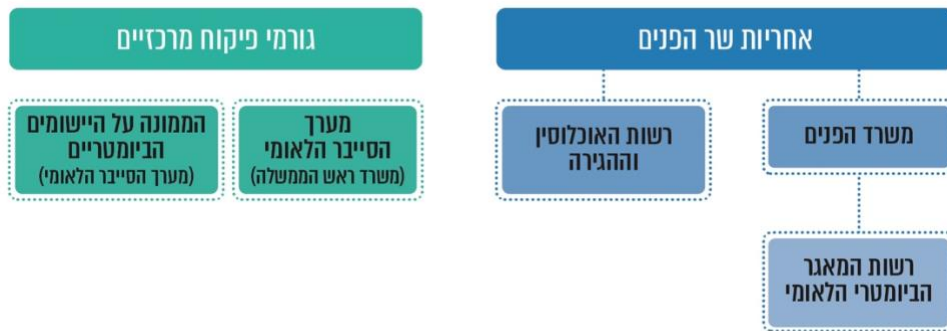 אחריות שר הפנים
משרד הפנים
רשות האוכלוסין
וההגירה
רשות המאגר
הביומטרי הלאומי
גורמי פיקוח מרכזיים
מערך
הסייבר הלאומי
(משרד ראש הממשלה)
הממונה על היישומים
הביומטריים
(מערך הסייבר הלאומי)